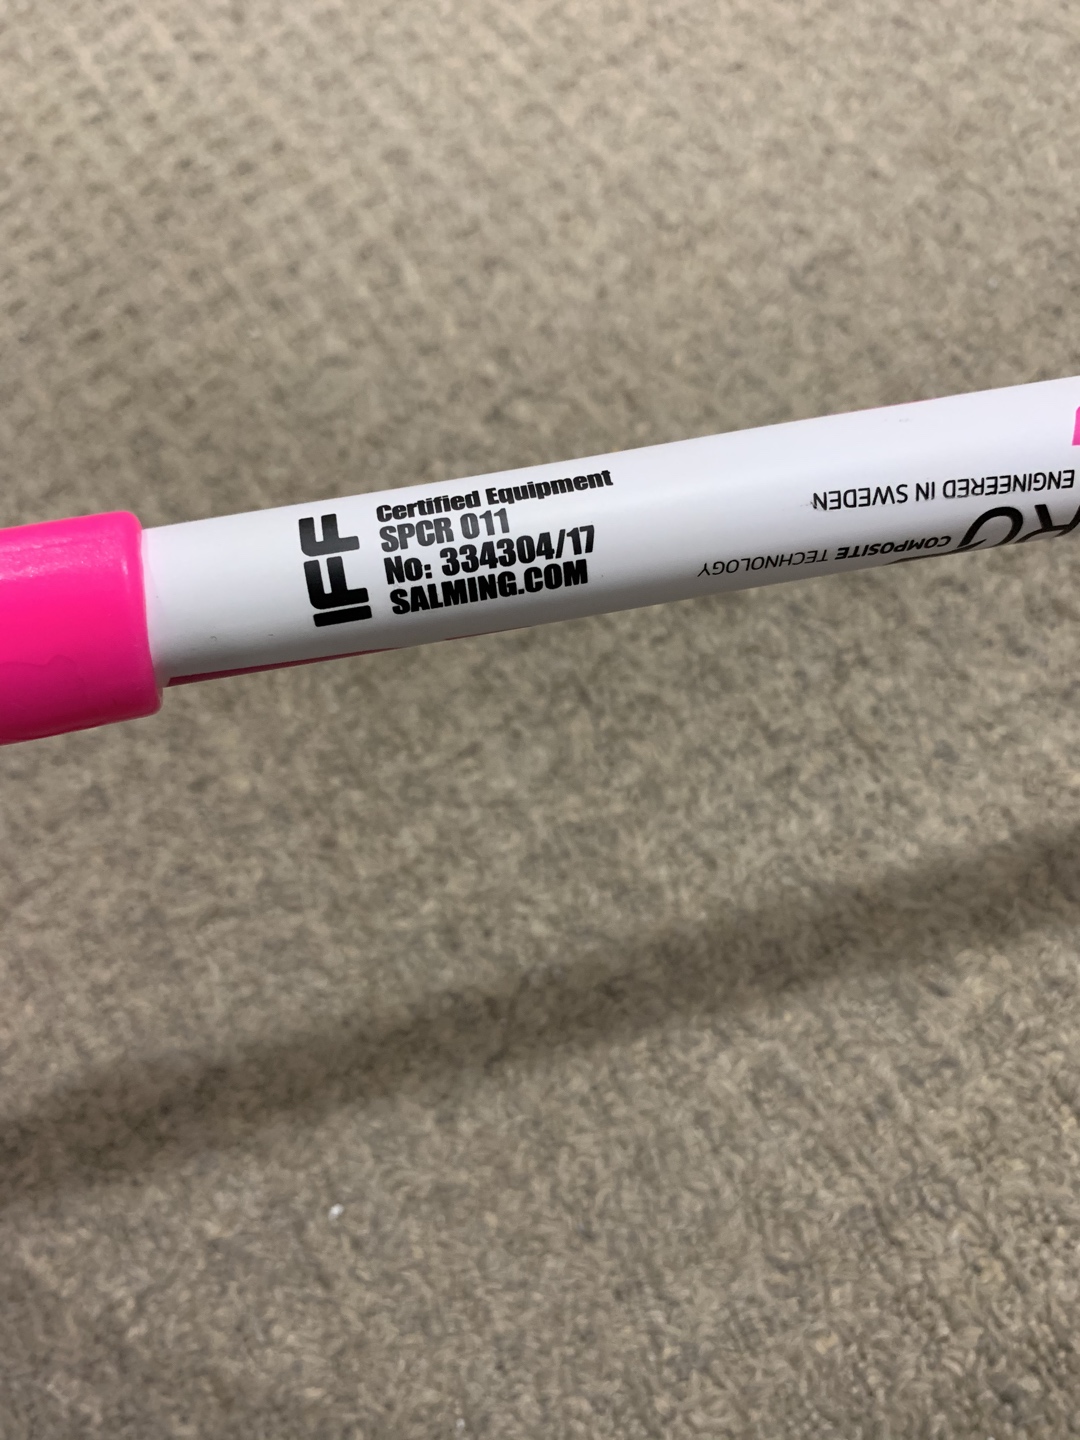 IFF
Certified Equipment
SPCR 011
No: 334304/17
SALMING.COM
ENGINEERED IN SWEDEN
COMPOSITE TECHNOLOGY